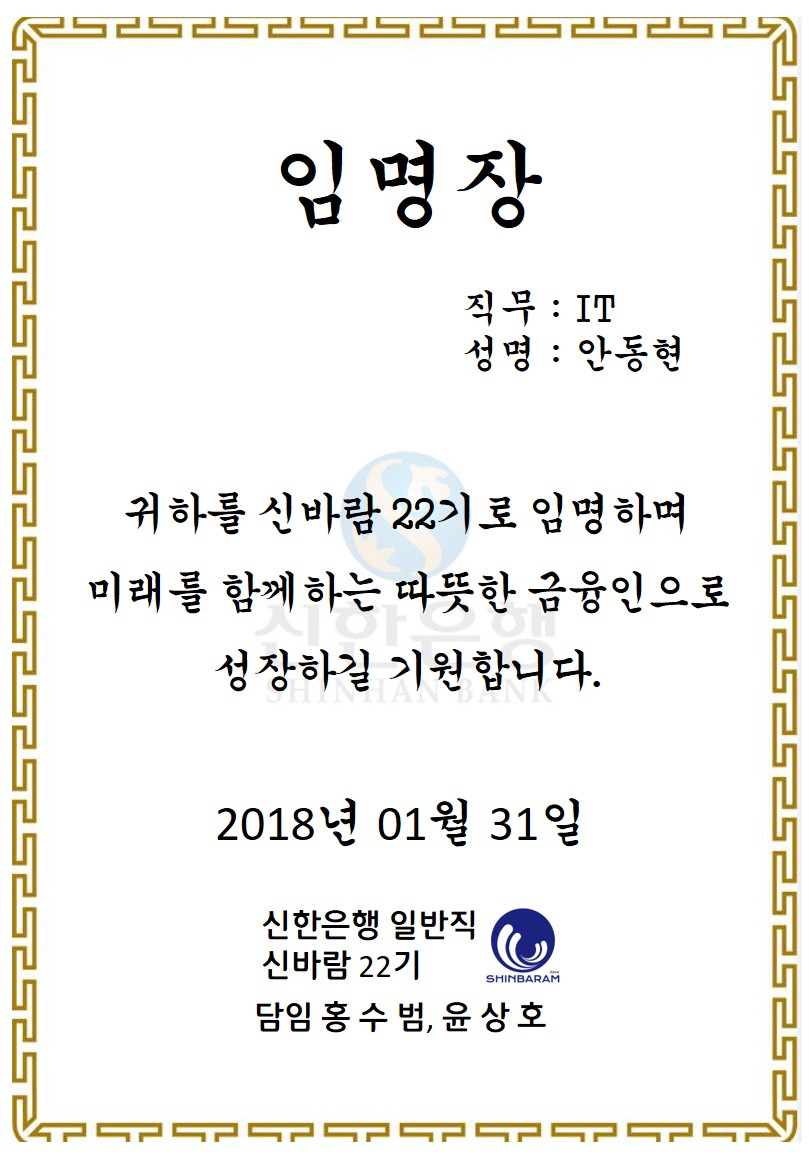 임명장
직무 : IT
성명 : 안동현
귀하를 신바람 22기로 임명하며
미래를 함께하는 따뜻한 금융인으로
성장하길 기원합니다.
신한은행
SHINHAN BANK
2018년 01월 31일
신한은행 일반직
신바람 22기
SHINBARAM
담임 홍 수 범, 윤 상 호